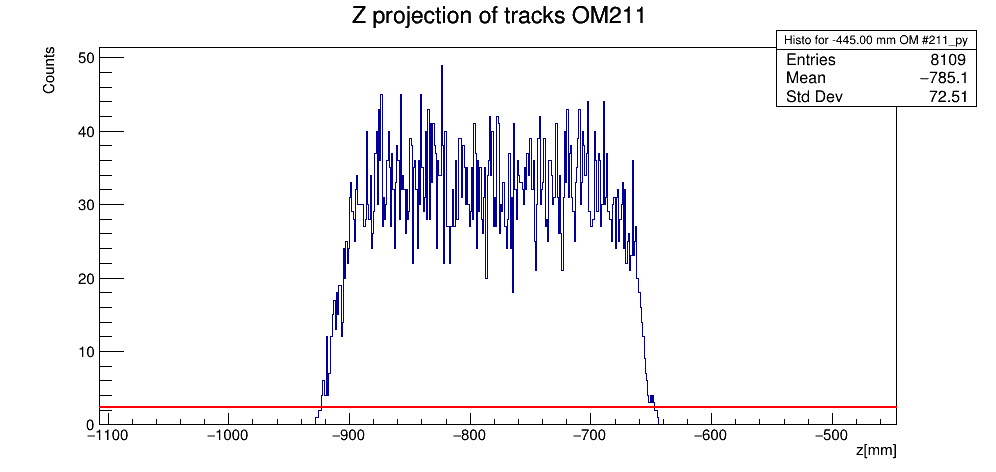 Z projection of tracks OM211
Histo for -445.00 mm OM #211_py
Entries 8109
Mean −785.1
Std Dev 72.51
Counts
50
40
30
20
10
0
−1100 −1000 −900 −800 −700 −600 −500
z[mm]